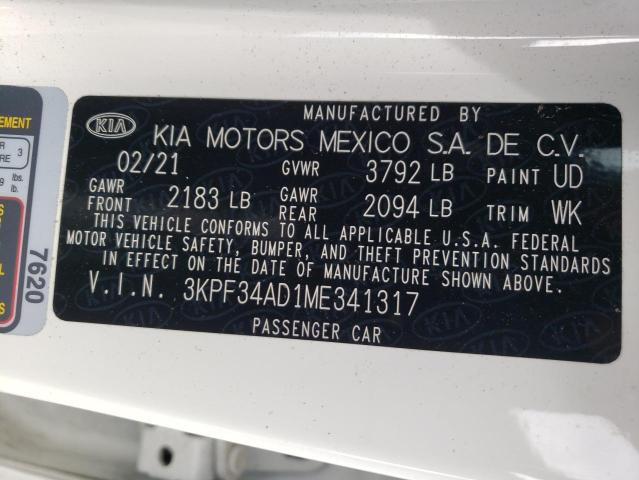 MANUFACTURED BY
KIA KIA MOTORS MEXICO S.A. DE C.V.
02/21 GVWR 3792 LB PAINT UD
GAWR FRONT 2183 LB GAWR REAR 2094 LB TRIM WK
THIS VEHICLE CONFORMS TO ALL APPLICABLE U.S.A. FEDERAL
MOTOR VEHICLE SAFETY, BUMPER, AND THEFT PREVENTION STANDARDS
IN EFFECT ON THE DATE OF MANUFACTURE SHOWN ABOVE.
V.I.N. 3KPF34AD1ME341317
PASSENGER CAR
7620
3
lbs.
lb.